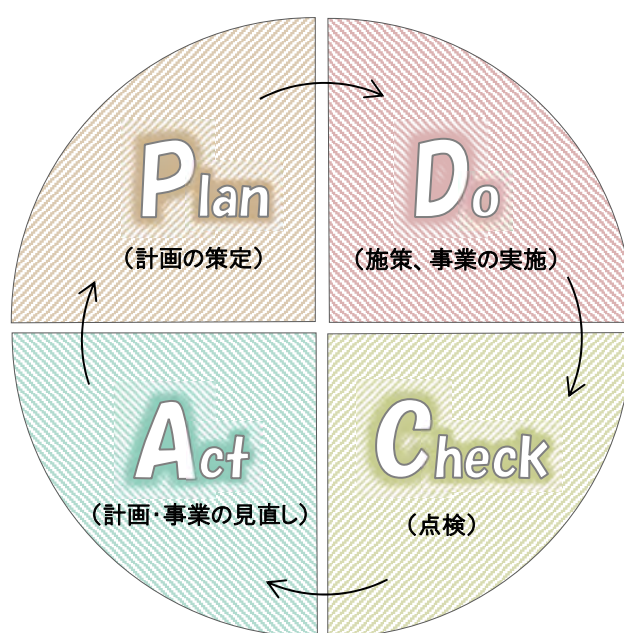 Plan
(計画の策定)
Do
(施策、事業の実施)
Act
(計画・事業の見直し)
Check
(点検)